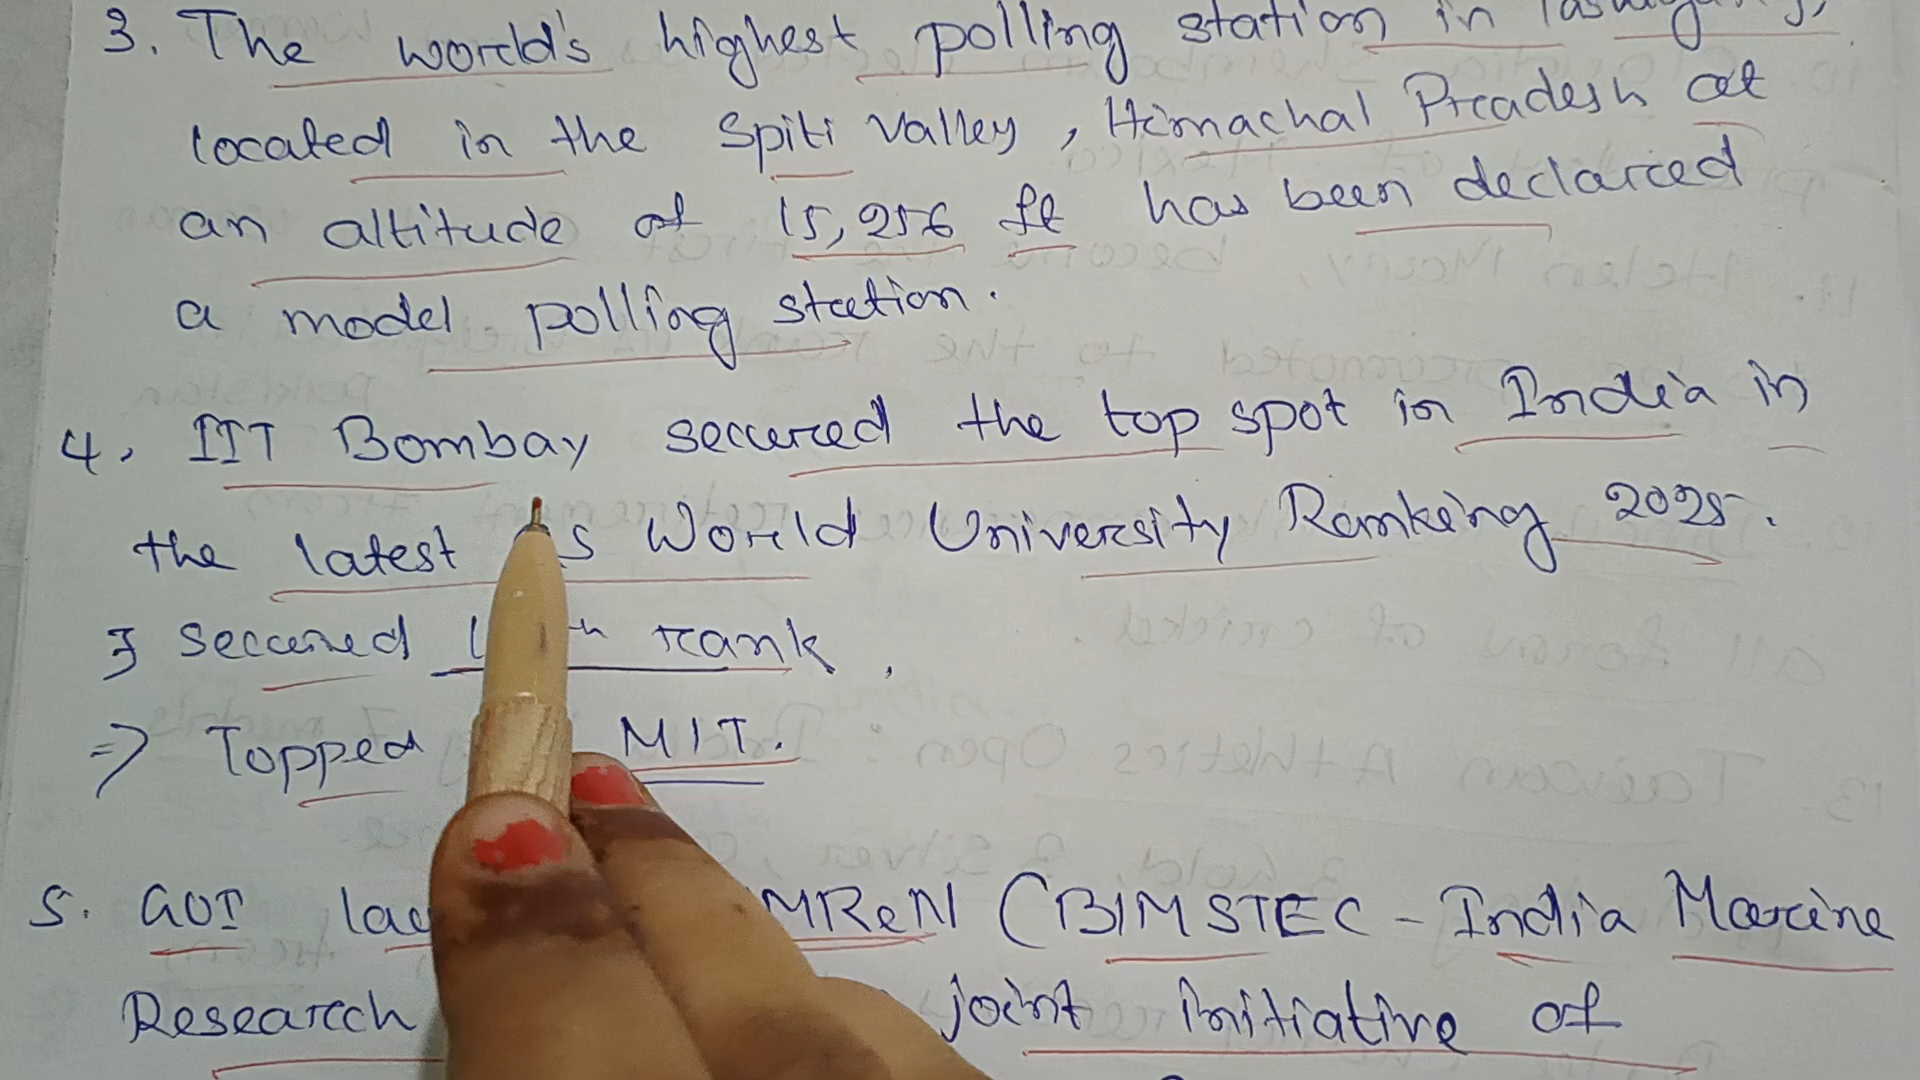 3. The world's highest polling station in
located in the Spiti Valley, Himachal Pradesh at
an altitude of 15,256 ft has been declared
a model polling station.
4. IIT Bombay secured the top spot in India in
the latest World University Ranking 2025.
secured rank,
⇒ Topped MIT.
5. GOI (BIMSTEC - India Marine
Research joint initiative of